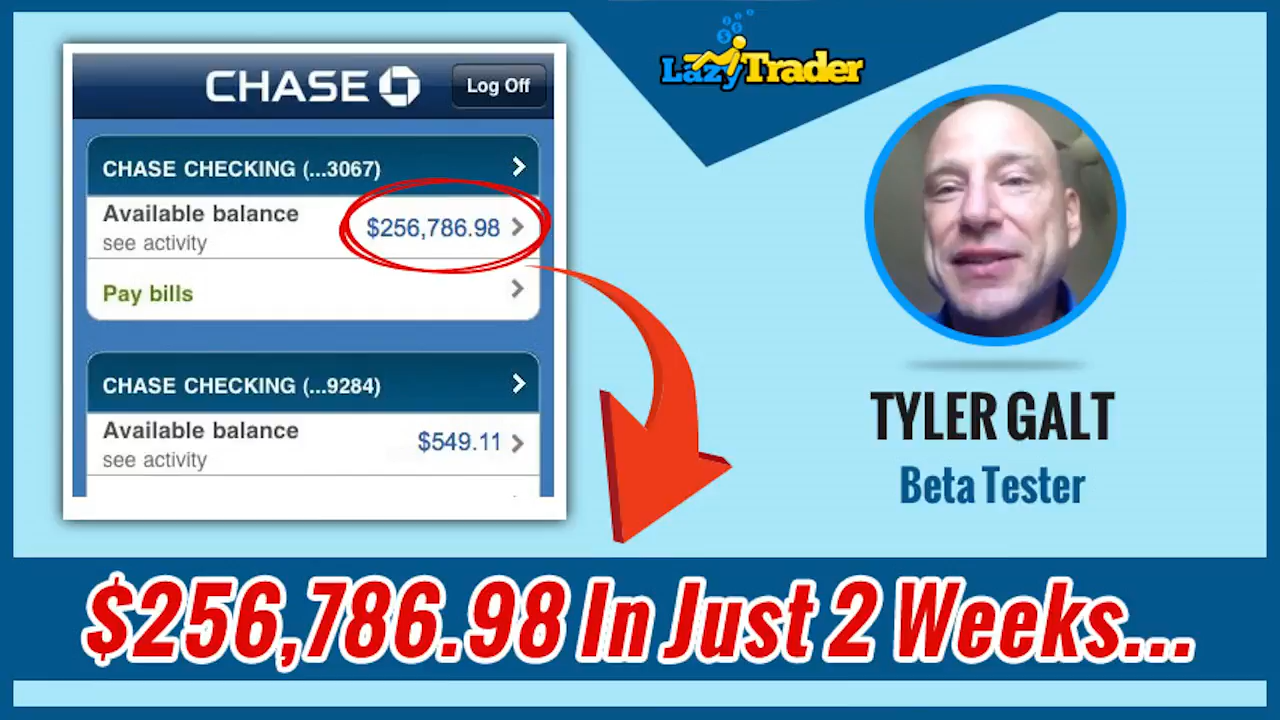 LazyTrader
CHASE
Log Off
CHASE CHECKING (...3067)
Available balance
$256,786.98
see activity
Pay bills
CHASE CHECKING (...9284)
Available balance
$549.11
see activity
TYLER GALT
Beta Tester
$256,786.98 In Just 2 Weeks...